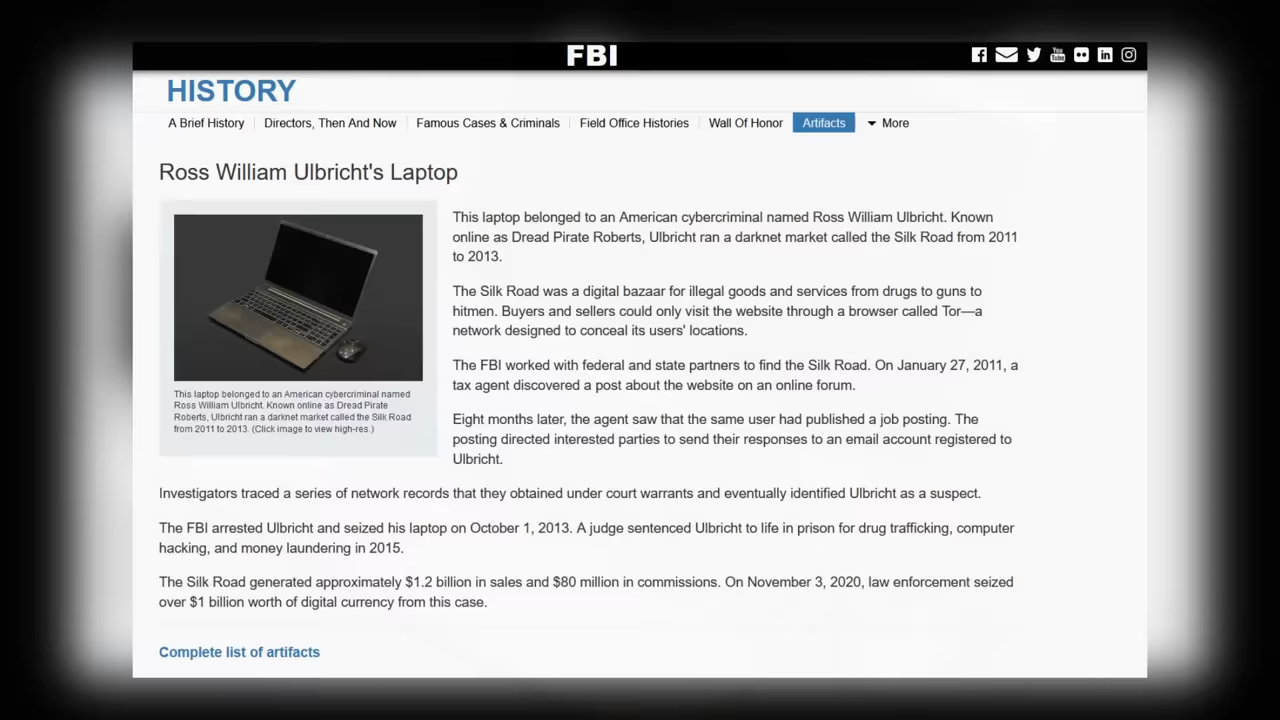 FBI
You
Tube
in
HISTORY
A Brief History
Directors, Then And Now
Famous Cases & Criminals
Field Office Histories
Wall Of Honor
Artifacts
More
Ross William Ulbricht's Laptop
This laptop belonged to an American cybercriminal named
Ross William Ulbricht. Known online as Dread Pirate
Roberts, Ulbricht ran a darknet market called the Silk Road
from 2011 to 2013. (Click image to view high-res.)
This laptop belonged to an American cybercriminal named Ross William Ulbricht. Known
online as Dread Pirate Roberts, Ulbricht ran a darknet market called the Silk Road from 2011
to 2013.
The Silk Road was a digital bazaar for illegal goods and services from drugs to guns to
hitmen. Buyers and sellers could only visit the website through a browser called Tor—a
network designed to conceal its users' locations.
The FBI worked with federal and state partners to find the Silk Road. On January 27, 2011, a
tax agent discovered a post about the website on an online forum.
Eight months later, the agent saw that the same user had published a job posting. The
posting directed interested parties to send their responses to an email account registered to
Ulbricht.
Investigators traced a series of network records that they obtained under court warrants and eventually identified Ulbricht as a suspect.
The FBI arrested Ulbricht and seized his laptop on October 1, 2013. A judge sentenced Ulbricht to life in prison for drug trafficking, computer
hacking, and money laundering in 2015.
The Silk Road generated approximately $1.2 billion in sales and $80 million in commissions. On November 3, 2020, law enforcement seized
over $1 billion worth of digital currency from this case.
Complete list of artifacts